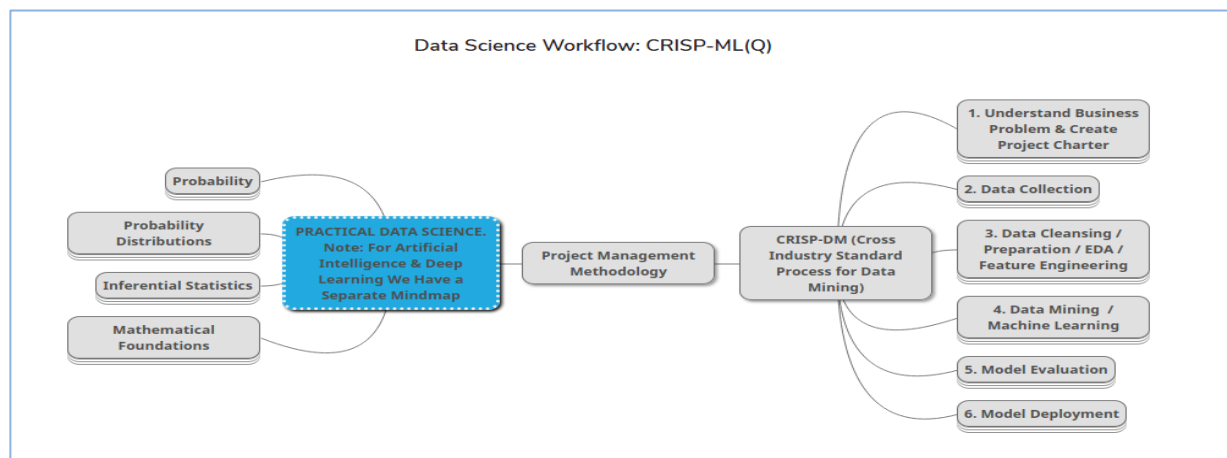 Data Science Workflow: CRISP-ML(Q)
Probability
Probability
Distributions
Inferential Statistics
Mathematical
Foundations
PRACTICAL DATA SCIENCE.
Note: For Artificial
Intelligence & Deep
Learning We Have a
Separate Mindmap
Project Management
Methodology
CRISP-DM (Cross
Industry Standard
Process for Data
Mining)
1. Understand Business
Problem & Create
Project Charter
2. Data Collection
3. Data Cleansing /
Preparation / EDA /
Feature Engineering
4. Data Mining /
Machine Learning
5. Model Evaluation
6. Model Deployment